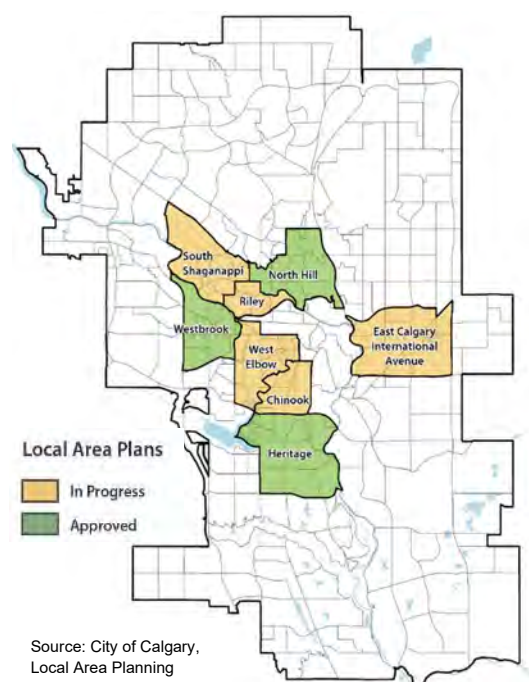 South
Shaganappi
North Hill
Riley
Westbrook
East Calgary
International
Avenue
West
Elbow
Chinook
Heritage
Local Area Plans
In Progress
Approved
Source: City of Calgary,
Local Area Planning